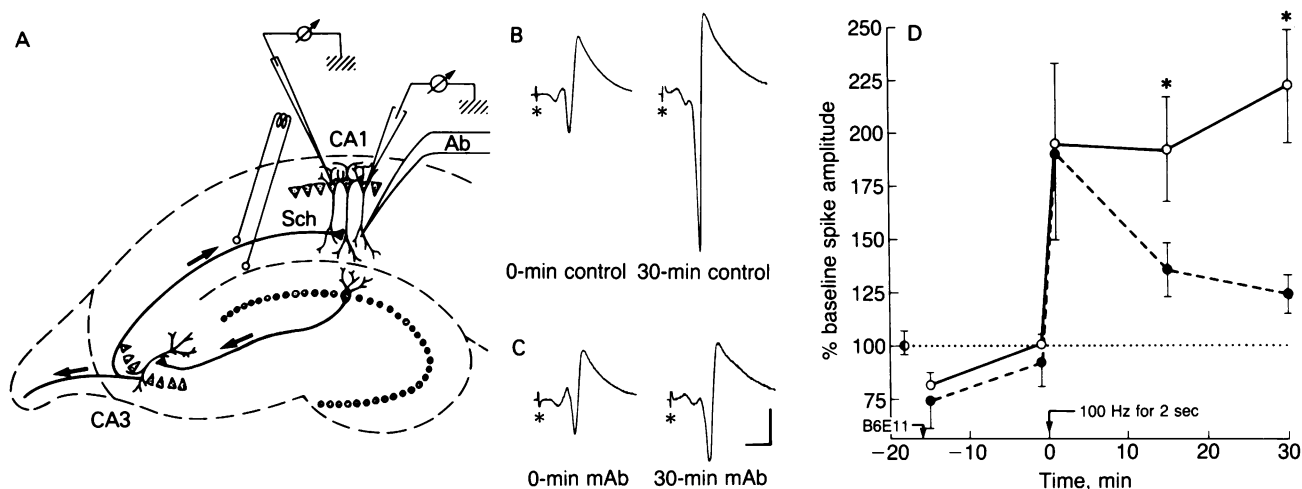 A
CA1
Ab
Sch
CA3
B
*
*
0-min control
30-min control
C
*
*
0-min mAb
30-min mAb
D
% baseline spike amplitude
225
200
175
150
125
100
75
*
*
B6E11
100 Hz for 2 sec
−20
−10
0
10
20
30
Time, min